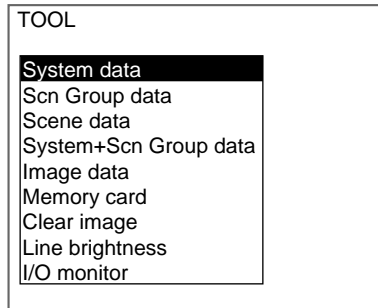 TOOL
System data
Scn Group data
Scene data
System+Scn Group data
Image data
Memory card
Clear image
Line brightness
I/O monitor